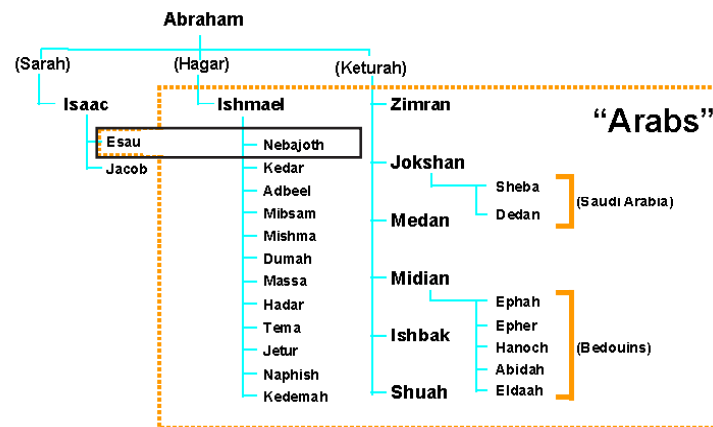 Abraham
(Sarah)
(Hagar)
(Keturah)
Isaac
Ishmael
Zimran
"Arabs"
Esau
Jacob
Nebajoth
Kedar
Adbeel
Mibsam
Mishma
Dumah
Massa
Hadar
Tema
Jetur
Naphish
Kedemah
Jokshan
Sheba
Dedan
(Saudi Arabia)
Medan
Midian
Ephah
Epher
Hanoch
Abidah
Eldaah
(Bedouins)
Ishbak
Shuah